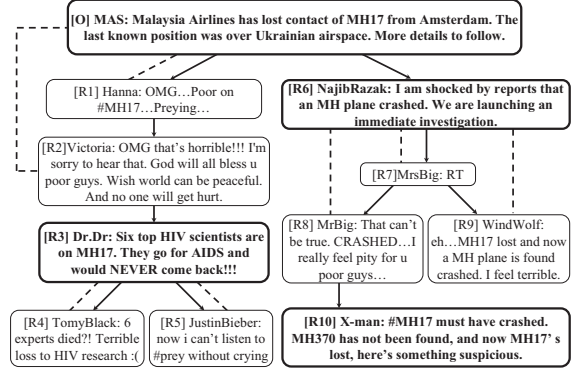 [O] MAS: Malaysia Airlines has lost contact of MH17 from Amsterdam. The
last known position was over Ukrainian airspace. More details to follow.
[R1] Hanna: OMG…Poor on
#MH17…Preying…
[R6] NajibRazak: I am shocked by reports that
an MH plane crashed. We are launching an
immediate investigation.
[R2]Victoria: OMG that's horrible!!! I'm
sorry to hear that. God will all bless u
poor guys. Wish world can be peaceful.
And no one will get hurt.
[R7]MrsBig: RT
[R3] Dr.Dr: Six top HIV scientists are
on MH17. They go for AIDS and
would NEVER come back!!!
[R8] MrBig: That can't
be true. CRASHED…I
really feel pity for u
poor guys…
[R9] WindWolf:
eh…MH17 lost and now
a MH plane is found
crashed. I feel terrible.
[R4] TomyBlack: 6
experts died?! Terrible
loss to HIV research :(
[R5] JustinBieber:
now i can't listen to
#prey without crying
[R10] X-man: #MH17 must have crashed.
MH370 has not been found, and now MH17' s
lost, here's something suspicious.